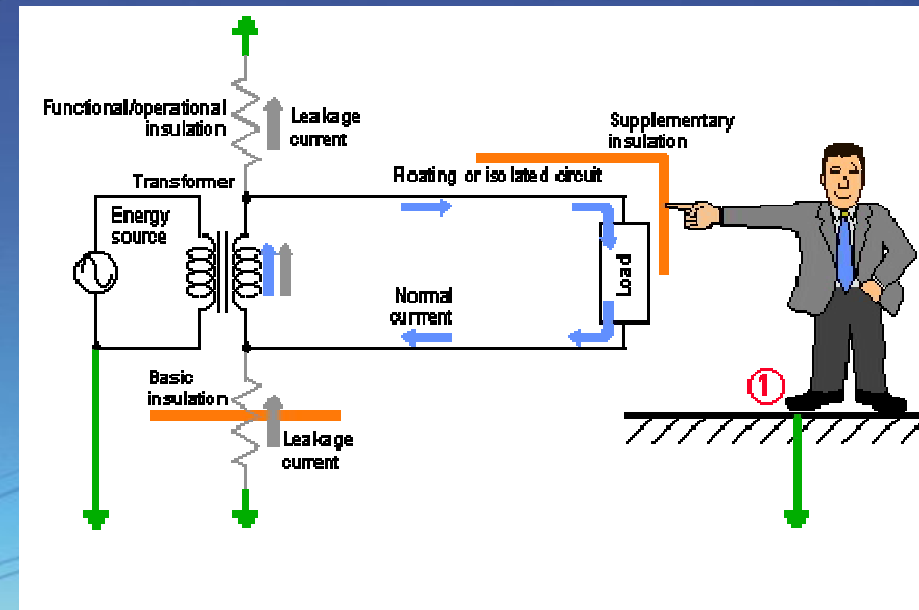 Functional/operational
insulation
Leakage
current
Supplementary
insulation
Transformer
Floating or isolated circuit
Energy
source
Load
Normal
currrent
Basic
insulation
1
Leakage
current